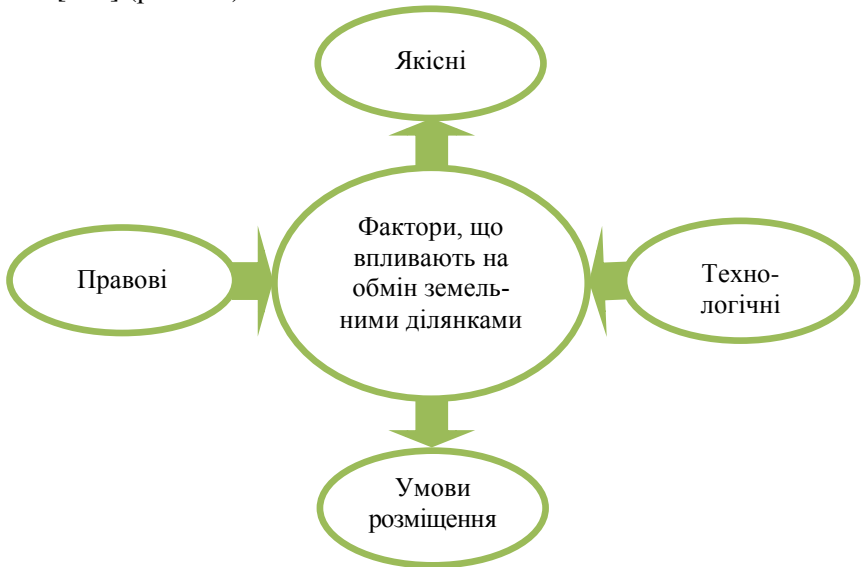 Якісні
Фактори, що
впливають на
обмін земель-
ними ділянками
Правові
Техно-
логічні
Умови
розміщення